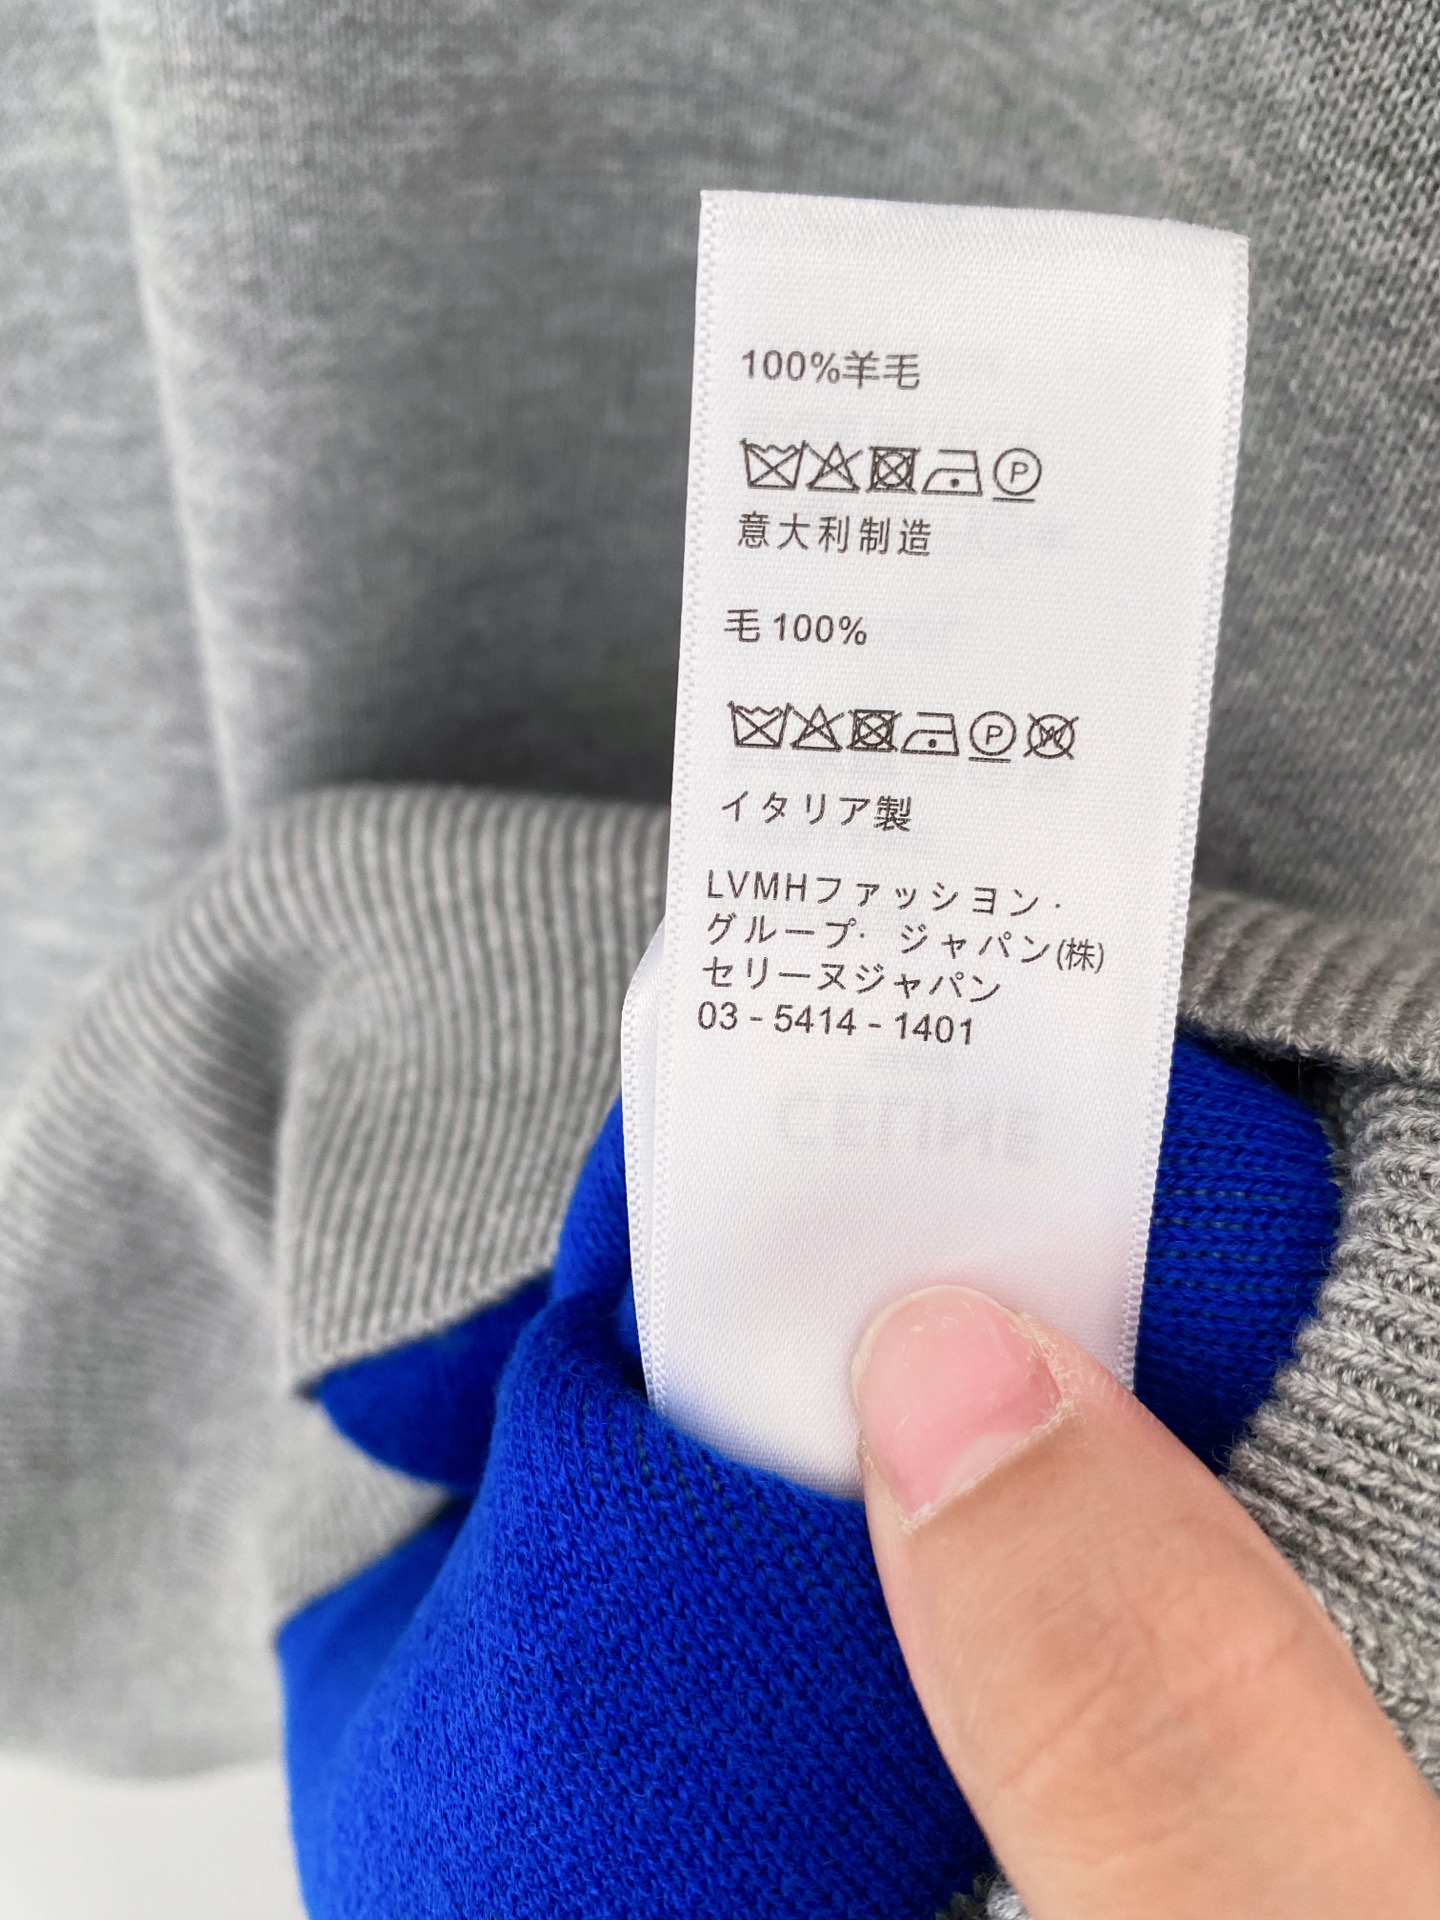 100%羊毛
P
意大利制造
毛 100%
P W
イタリア製
LVMHファッシヨン·
グループ· ジャパン(株)
セリーヌジャパン
03 - 5414 - 1401
CELINE